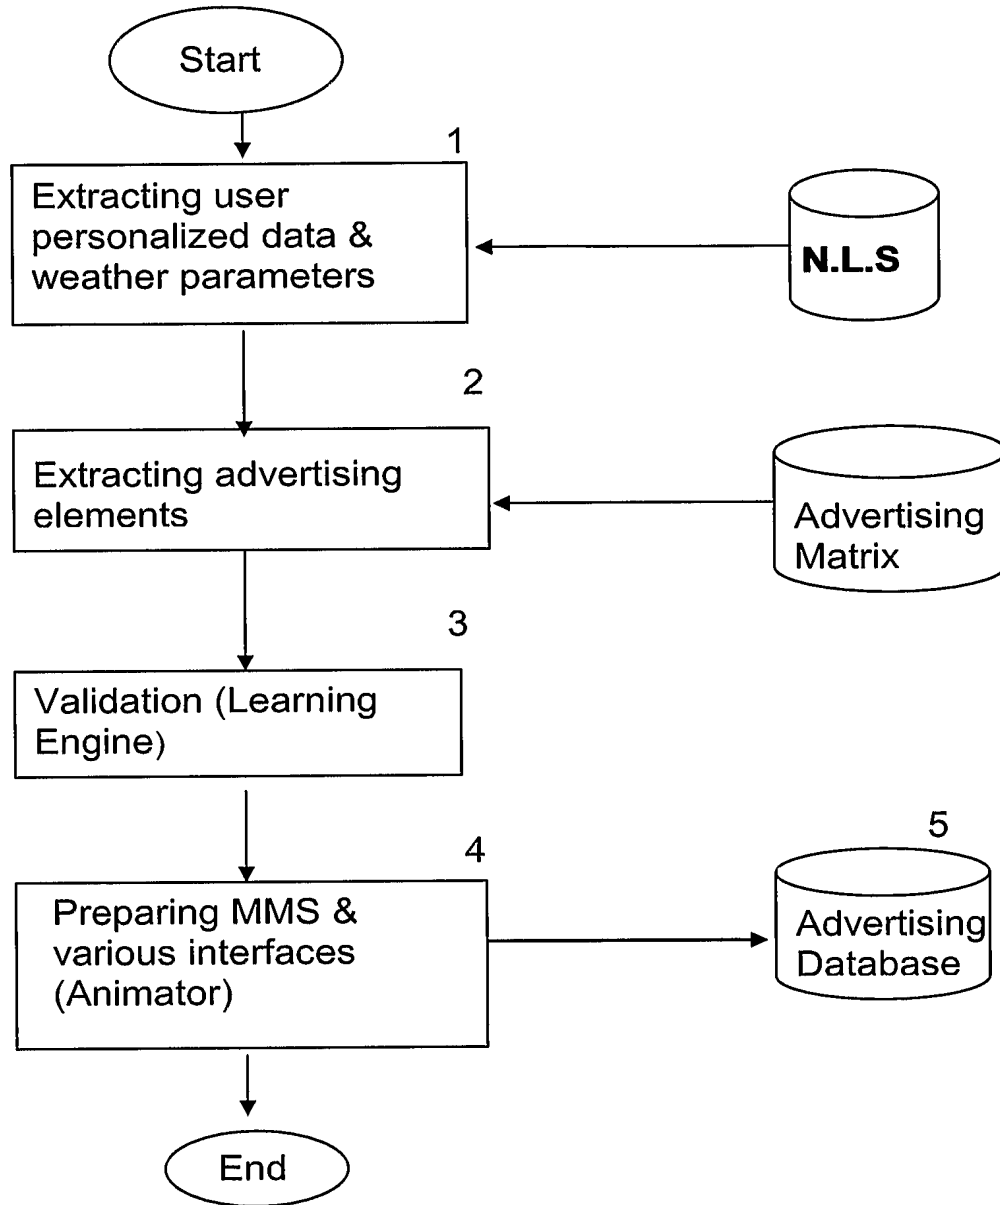 Start
1
Extracting user
personalized data &
weather parameters
N.L.S
2
Extracting advertising
elements
Advertising
Matrix
3
Validation (Learning
Engine)
4
Preparing MMS &
various interfaces
(Animator)
5
Advertising
Database
End